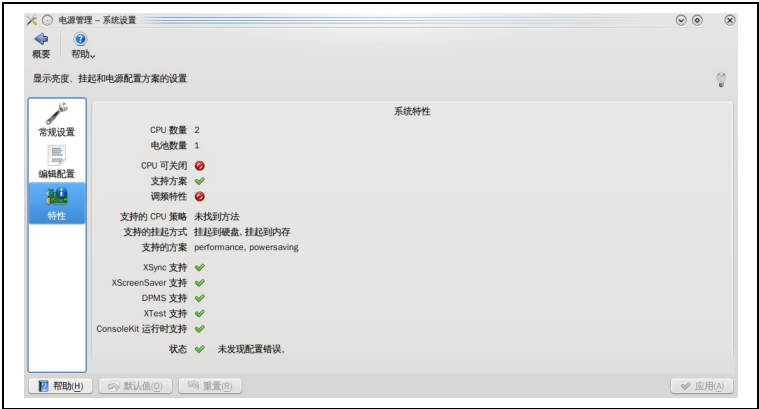 电源管理 – 系统设置
概要 帮助
显示亮度、挂起和电源配置方案的设置
常规设置
编辑配置
特性
系统特性
CPU 数量 2
电池数量 1
CPU 可关闭
支持方案
调频特性
支持的 CPU 策略 未找到方法
支持的挂起方式 挂起到硬盘, 挂起到内存
支持的方案 performance, powersaving
XSync 支持
XScreenSaver 支持
DPMS 支持
XTest 支持
ConsoleKit 运行时支持
状态 未发现配置错误。
帮助(H) 默认值(D) 重置(R) 应用(A)